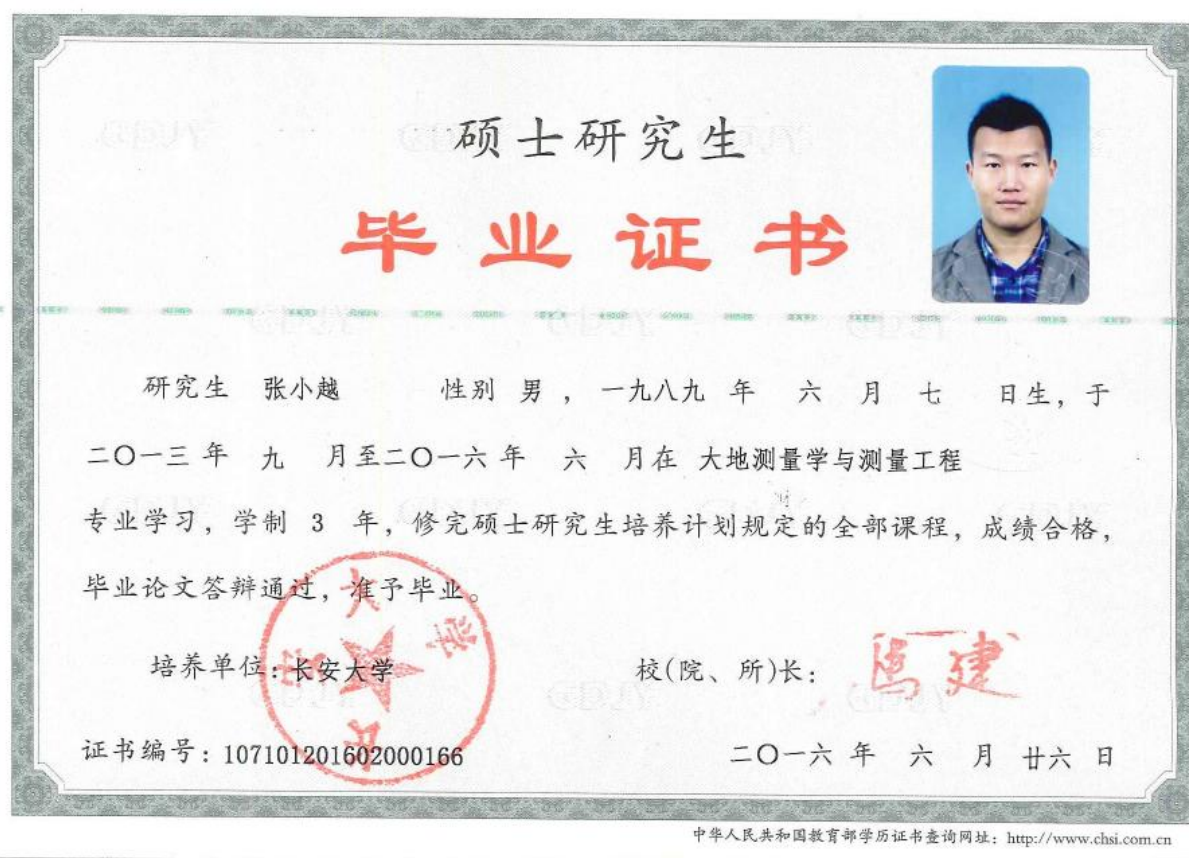 硕士研究生
毕业证书
研究生 张小越 性别 男 ，一九八九 年 六 月 七 日生，于
二〇一三 年 九 月至二〇一六 年 六 月在 大地测量学与测量工程
专业学习，学制 3 年，修完硕士研究生培养计划规定的全部课程，成绩合格，
毕业论文答辩通过，准予毕业。
培养单位：长安大学 校(院、所)长：
证书编号：107101201602000166 二〇一六 年 六 月 廿六 日
中华人民共和国教育部学历证书查询网址：http://www.chsi.com.cn